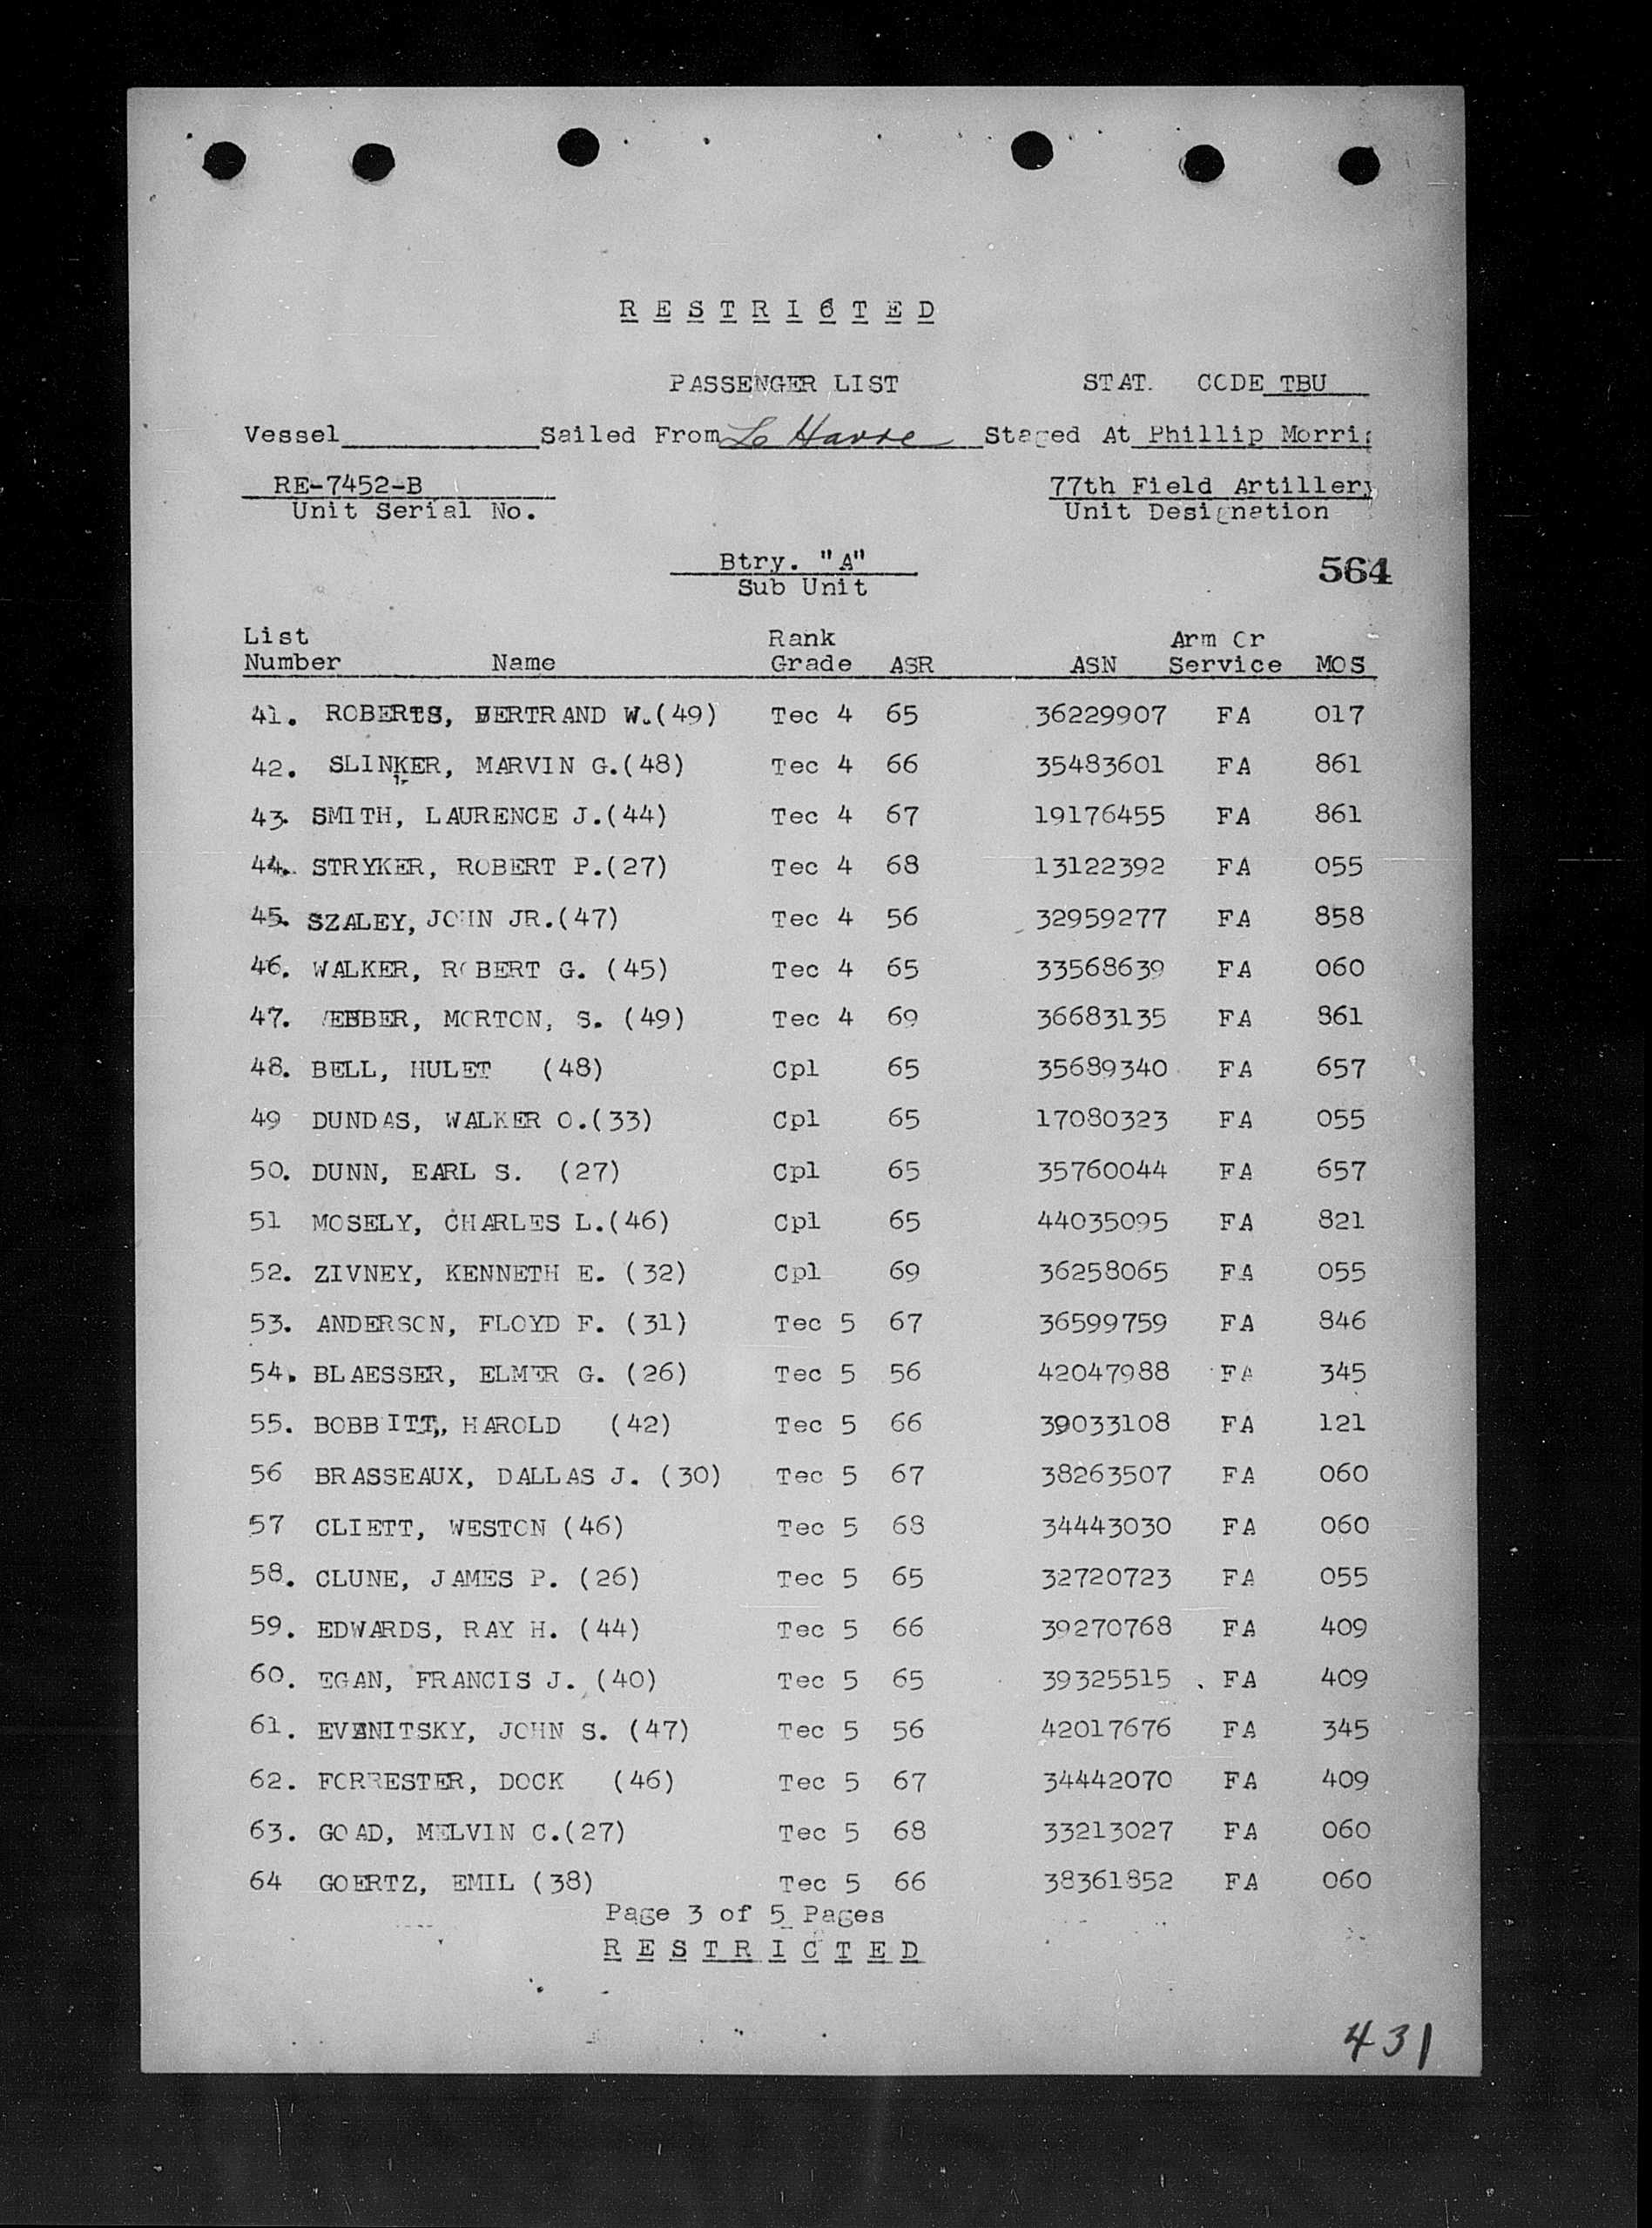 RESTRICTED
PASSENGER LIST STAT. CODE TBU
Vessel Sailed From Le Havre Staged At Phillip Morris
RE-7452-B 77th Field Artillery
Unit Serial No. Unit Designation
Btry. "A"
Sub Unit 564
List Rank Arm Or
Number Name Grade ASR ASN Service MOS
41. ROBERTS, BERTRAND W.(49) Tec 4 65 36229907 FA 017
42. SLINKER, MARVIN G.(48) Tec 4 66 35483601 FA 861
43. SMITH, LAURENCE J.(44) Tec 4 67 19176455 FA 861
44. STRYKER, ROBERT P.(27) Tec 4 68 13122392 FA 055
45. SZALEY, JOHN JR.(47) Tec 4 56 32959277 FA 858
46. WALKER, ROBERT G. (45) Tec 4 65 33568639 FA 060
47. WEBBER, MORTON, S. (49) Tec 4 69 36683135 FA 861
48. BELL, HULET (48) Cpl 65 35689340 FA 657
49 DUNDAS, WALKER O.(33) Cpl 65 17080323 FA 055
50. DUNN, EARL S. (27) Cpl 65 35760044 FA 657
51 MOSELY, CHARLES L.(46) Cpl 65 44035095 FA 821
52. ZIVNEY, KENNETH E. (32) Cpl 69 36258065 FA 055
53. ANDERSON, FLOYD F. (31) Tec 5 67 36599759 FA 846
54. BLAESSER, ELMER G. (26) Tec 5 56 42047988 FA 345
55. BOBBITT, HAROLD (42) Tec 5 66 39033108 FA 121
56 BRASSEAUX, DALLAS J. (30) Tec 5 67 38263507 FA 060
57 CLIETT, WESTON (46) Tec 5 68 34443030 FA 060
58. CLUNE, JAMES P. (26) Tec 5 65 32720723 FA 055
59. EDWARDS, RAY H. (44) Tec 5 66 39270768 FA 409
60. EGAN, FRANCIS J. (40) Tec 5 65 39325515 FA 409
61. EVANITSKY, JOHN S. (47) Tec 5 56 42017676 FA 345
62. FORRESTER, DOCK (46) Tec 5 67 34442070 FA 409
63. GOAD, MELVIN C.(27) Tec 5 68 33213027 FA 060
64 GOERTZ, EMIL (38) Tec 5 66 38361852 FA 060
Page 3 of 5 Pages
RESTRICTED
431